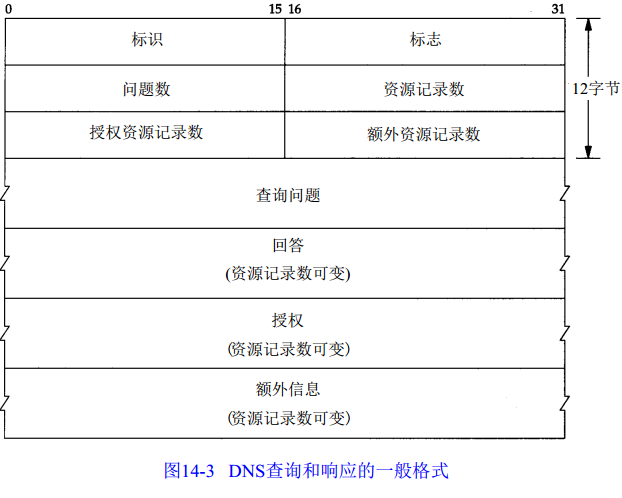 0 15 16 31
标识 标志
问题数 资源记录数 12字节
授权资源记录数 额外资源记录数
查询问题
回答
(资源记录数可变)
授权
(资源记录数可变)
额外信息
(资源记录数可变)
图14-3 DNS查询和响应的一般格式